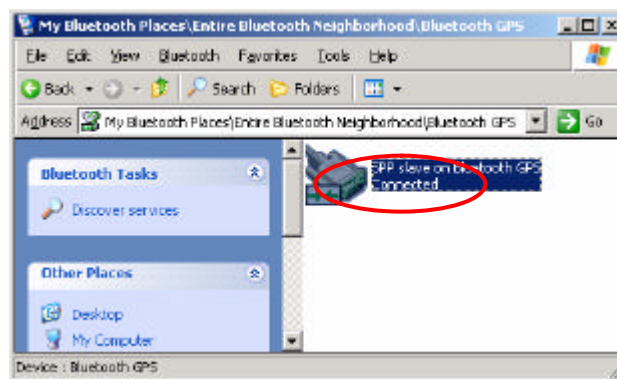 My Bluetooth Places\Entire Bluetooth Neighborhood\Bluetooth GPS
File Edit View Bluetooth Favorites Tools Help
Back Search Folders
Address My Bluetooth Places\Entire Bluetooth Neighborhood\Bluetooth GPS Go
Bluetooth Tasks
Discover services
SPP slave on Bluetooth GPS
Connected
Other Places
Desktop
My Computer
Device : Bluetooth GPS